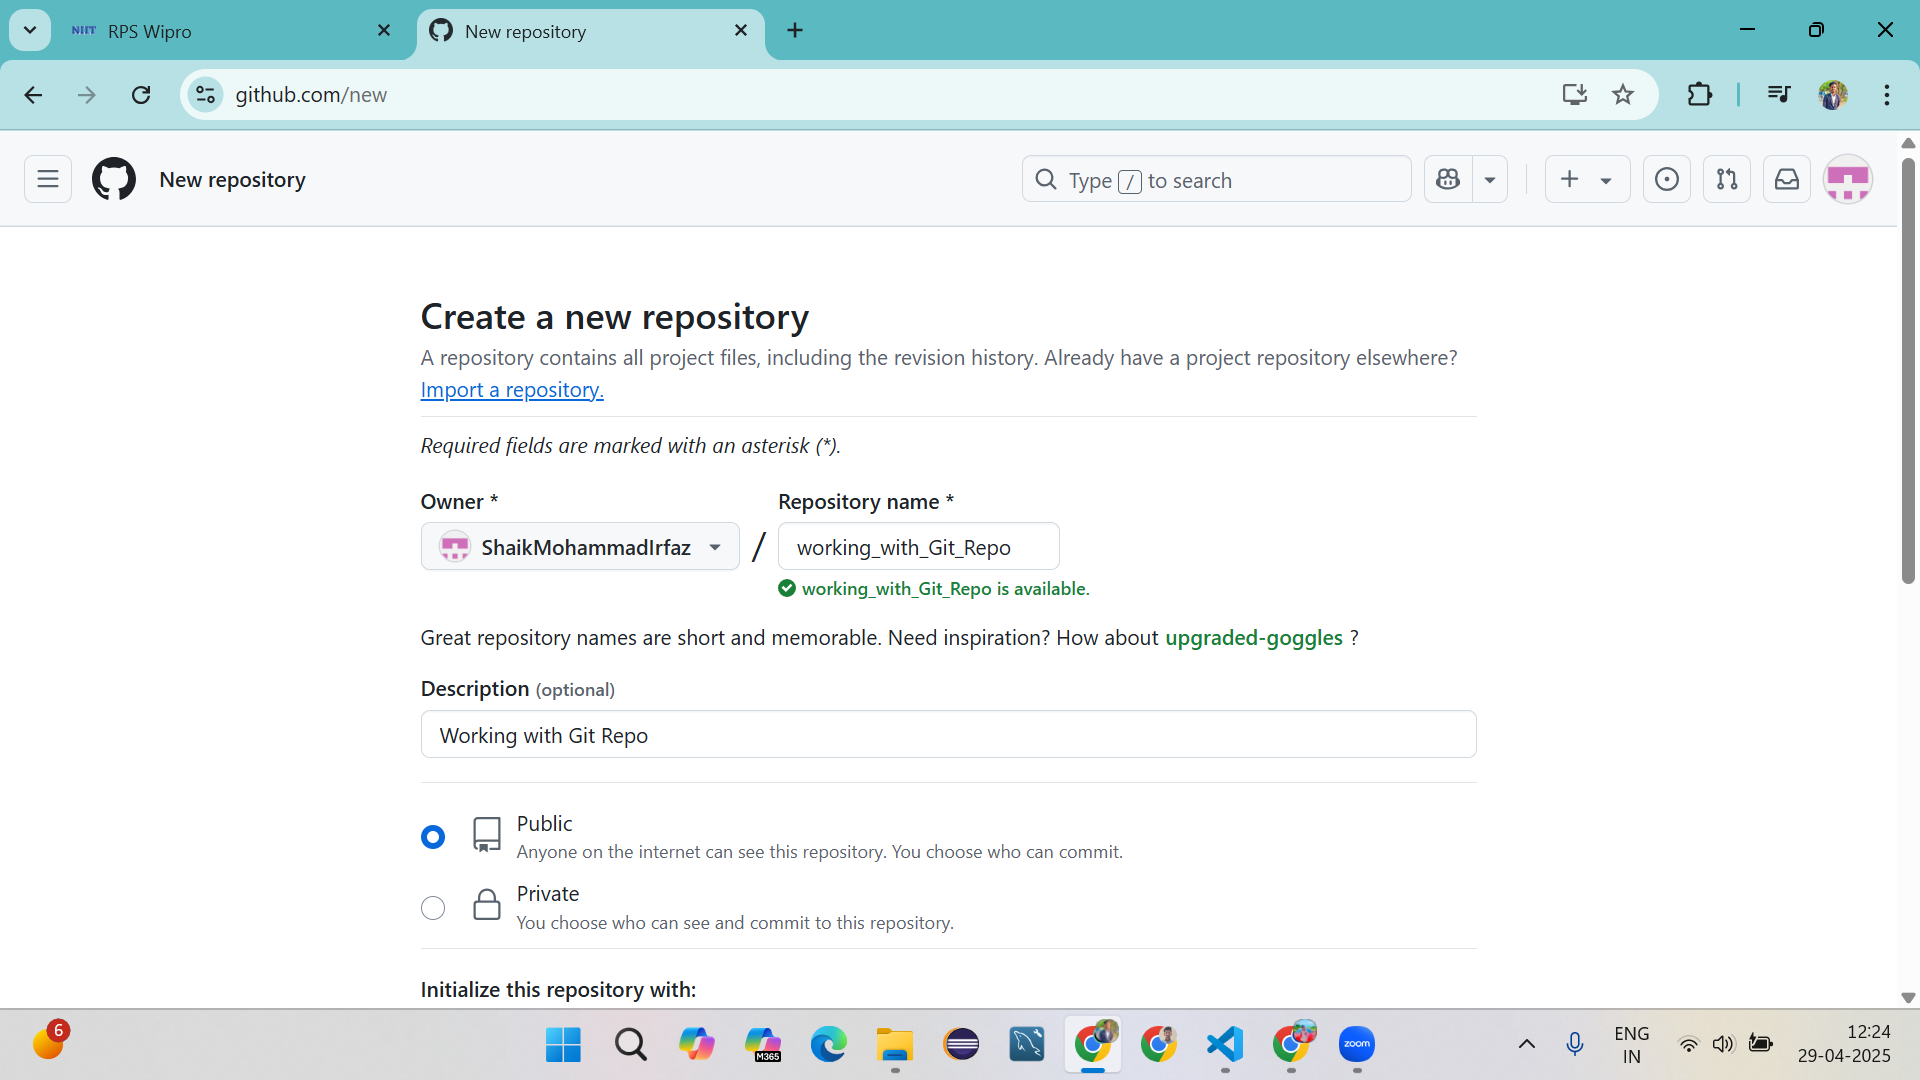 NIIT RPS Wipro
New repository
github.com/new
New repository
Type / to search
Create a new repository
A repository contains all project files, including the revision history. Already have a project repository elsewhere?
Import a repository.
Required fields are marked with an asterisk (*).
Owner * Repository name *
ShaikMohammadIrfaz / working_with_Git_Repo
working_with_Git_Repo is available.
Great repository names are short and memorable. Need inspiration? How about upgraded-goggles ?
Description (optional)
Working with Git Repo
Public
Anyone on the internet can see this repository. You choose who can commit.
Private
You choose who can see and commit to this repository.
Initialize this repository with:
6
M365
zoom
ENG
IN
12:24
29-04-2025